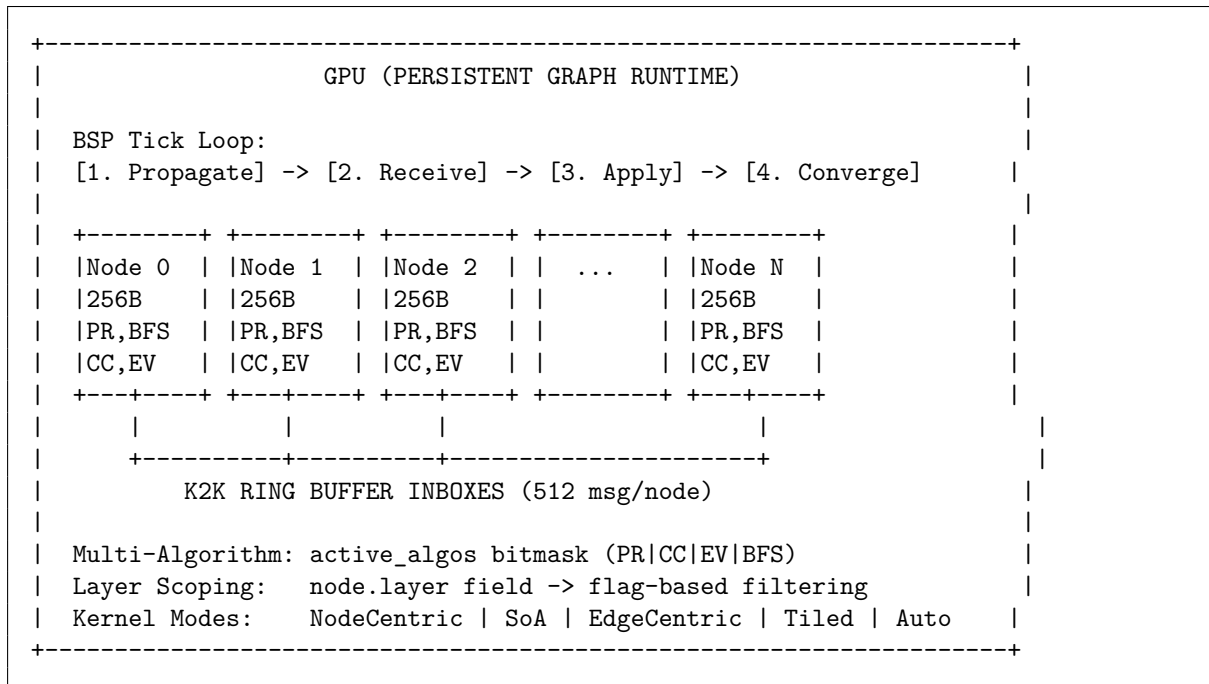 +---------------------------------------------------------------------+
|                    GPU (PERSISTENT GRAPH RUNTIME)                    |
|                                                                      |
|  BSP Tick Loop:                                                      |
|  [1. Propagate] -> [2. Receive] -> [3. Apply] -> [4. Converge]      |
|                                                                      |
|  +--------+ +--------+ +--------+ +--------+ +--------+             |
|  |Node 0  | |Node 1  | |Node 2  | |  ...   | |Node N  |             |
|  |256B    | |256B    | |256B    | |        | |256B    |             |
|  |PR,BFS  | |PR,BFS  | |PR,BFS  | |        | |PR,BFS  |             |
|  |CC,EV   | |CC,EV   | |CC,EV   | |        | |CC,EV   |             |
|  +---+----+ +---+----+ +---+----+ +--------+ +---+----+             |
|      |          |          |                      |                   |
|      +----------+----------+----------------------+                   |
|          K2K RING BUFFER INBOXES (512 msg/node)                      |
|                                                                      |
|  Multi-Algorithm: active_algos bitmask (PR|CC|EV|BFS)                |
|  Layer Scoping:   node.layer field -> flag-based filtering           |
|  Kernel Modes:    NodeCentric | SoA | EdgeCentric | Tiled | Auto    |
+---------------------------------------------------------------------+